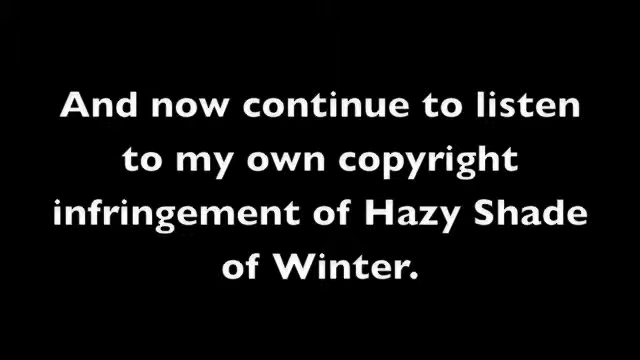 And now continue to listen
to my own copyright
infringement of Hazy Shade
of Winter.